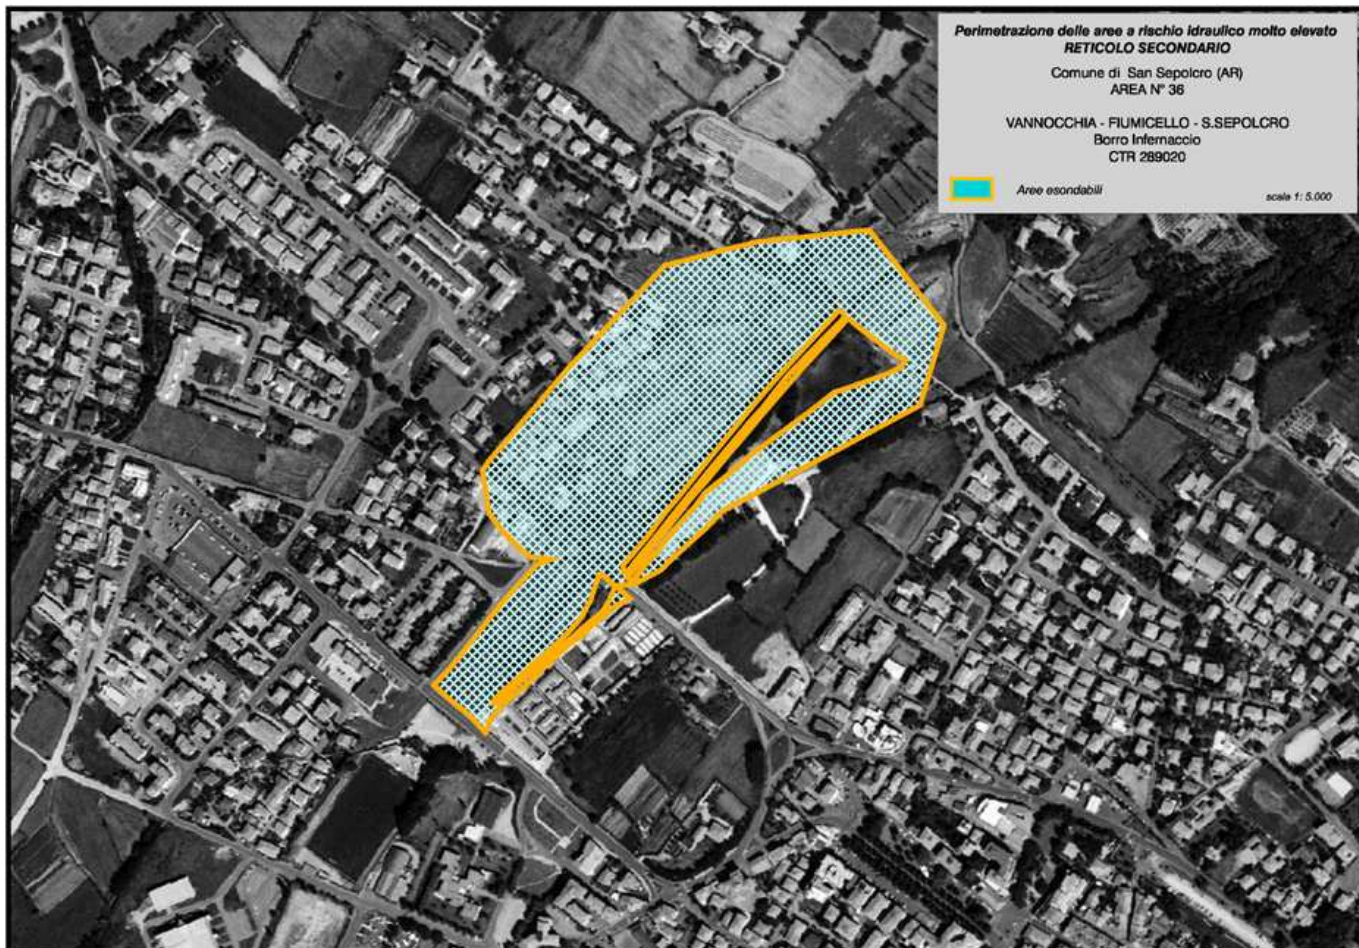 Perimetrazione delle aree a rischio idraulico molto elevato
RETICOLO SECONDARIO
Comune di San Sepolcro (AR)
AREA N° 36
VANNOCCHIA - FIUMICELLO - S.SEPOLCRO
Borro Infernaccio
CTR 289020
Aree esondabili
scale 1: 5.000